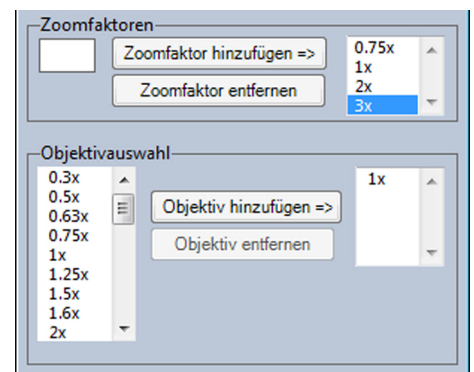 Zoomfaktoren
Zoomfaktor hinzufügen =>
Zoomfaktor entfernen
0.75x
1x
2x
3x
Objektivauswahl
0.3x
0.5x
0.63x
0.75x
1x
1.25x
1.5x
1.6x
2x
Objektiv hinzufügen =>
Objektiv entfernen
1x